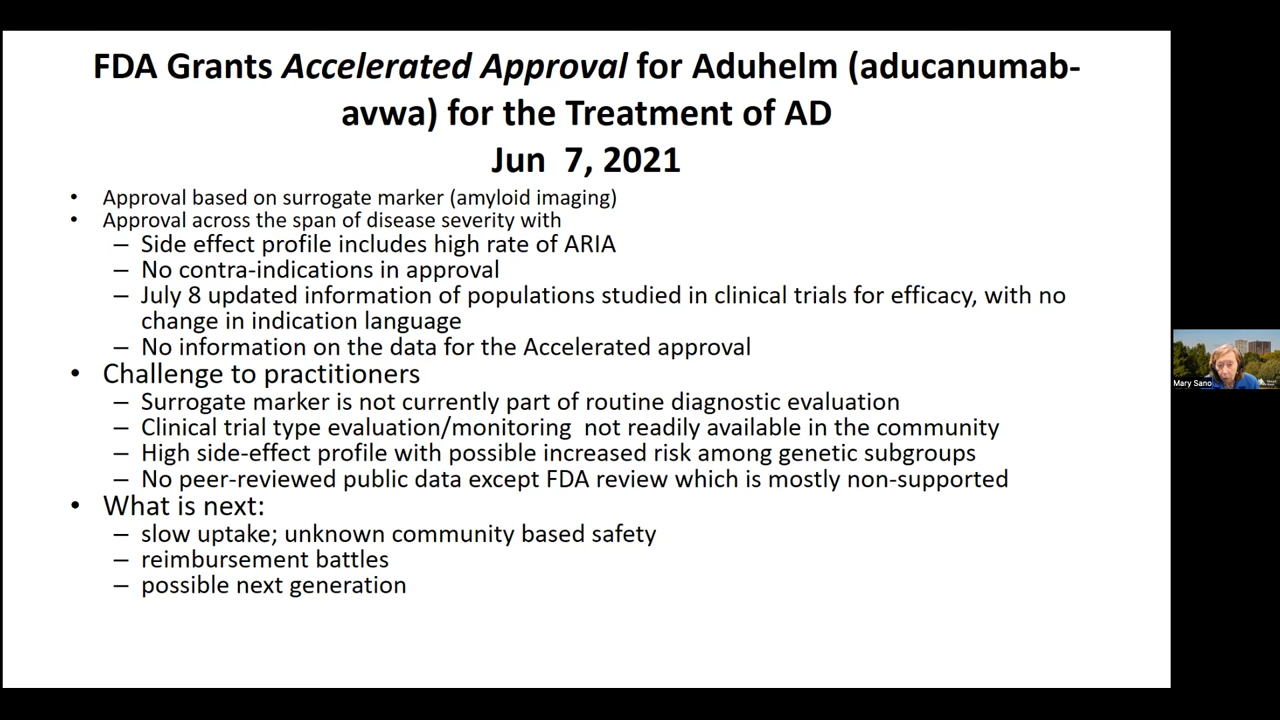 FDA Grants Accelerated Approval for Aduhelm (aducanumab-
avwa) for the Treatment of AD
Jun 7, 2021
• Approval based on surrogate marker (amyloid imaging)
• Approval across the span of disease severity with
– Side effect profile includes high rate of ARIA
– No contra-indications in approval
– July 8 updated information of populations studied in clinical trials for efficacy, with no
change in indication language
– No information on the data for the Accelerated approval
• Challenge to practitioners
– Surrogate marker is not currently part of routine diagnostic evaluation
– Clinical trial type evaluation/monitoring not readily available in the community
– High side-effect profile with possible increased risk among genetic subgroups
– No peer-reviewed public data except FDA review which is mostly non-supported
• What is next:
– slow uptake; unknown community based safety
– reimbursement battles
– possible next generation
Mary Sano